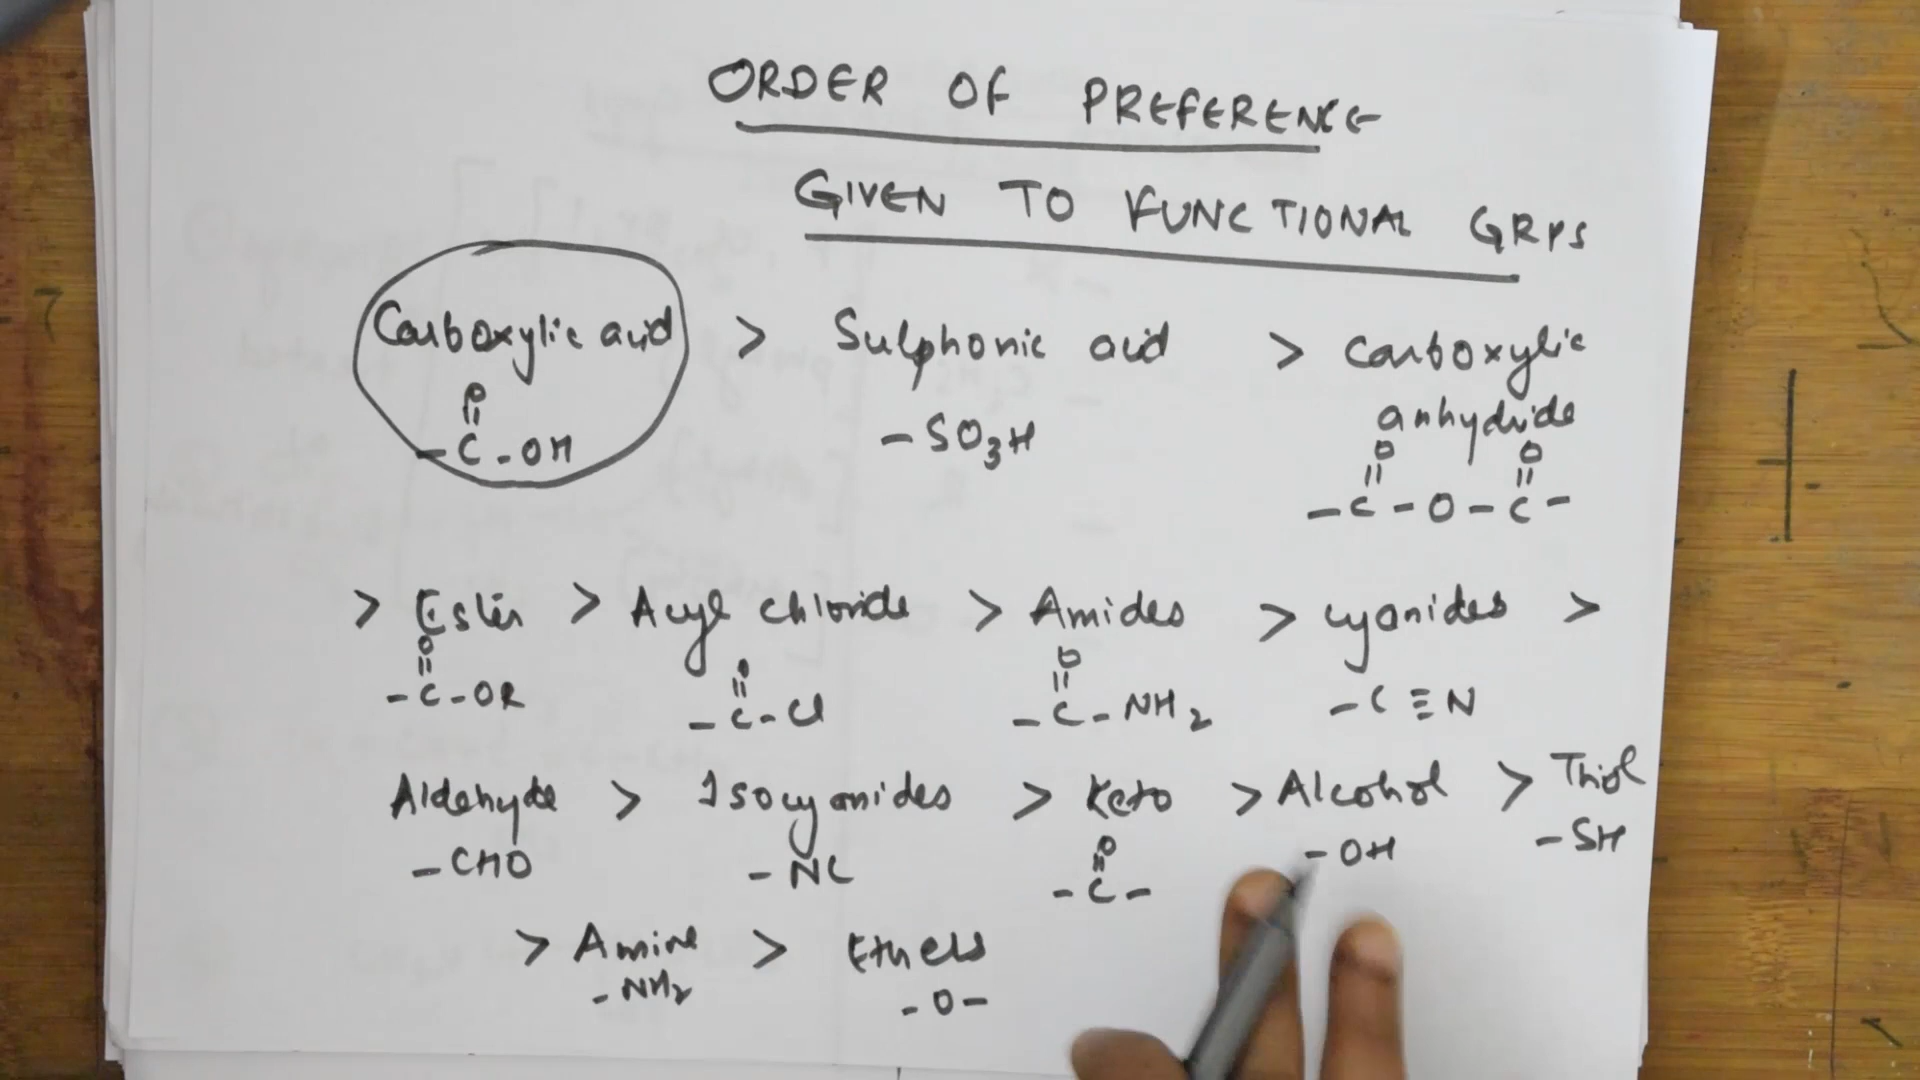 ORDER OF PREFERENCE
GIVEN TO FUNCTIONAL GRPS
Carboxylic acid > Sulphonic acid > Carboxylic
anhydride
O
||
-C-OH
-SO3H
O O
|| ||
-C-O-C-
> Ester > Acyl chloride > Amides > Cyanides >
O
||
-C-OR
O
||
-C-Cl
O
||
-C-NH2
-C≡N
Aldehyde > Isocyanides > Keto > Alcohol > Thiol
-CHO
-NC
O
||
-C-
-OH
-SH
> Amine > Ethers
-NH2 -O-